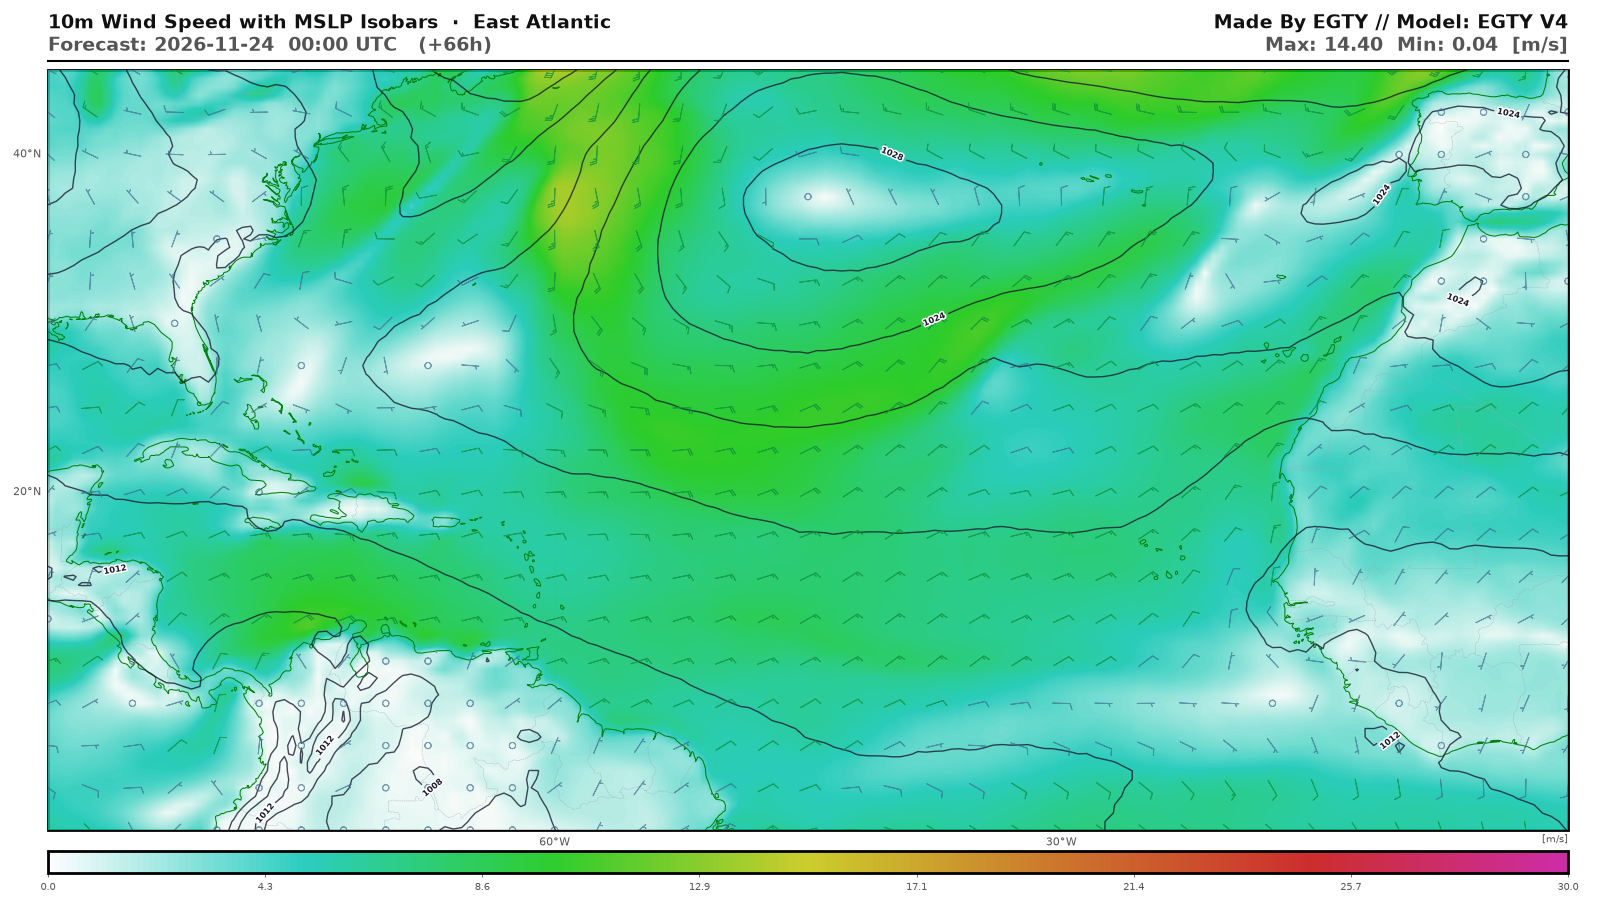 10m Wind Speed with MSLP Isobars · East Atlantic
Made By EGTY // Model: EGTY V4
Forecast: 2026-11-24 00:00 UTC (+66h)
Max: 14.40 Min: 0.04 [m/s]
1024
40°N
1028
1024
1024
1024
20°N
1012
1012
1012
1008
1012
60°W
30°W
[m/s]
0.0
4.3
8.6
12.9
17.1
21.4
25.7
30.0